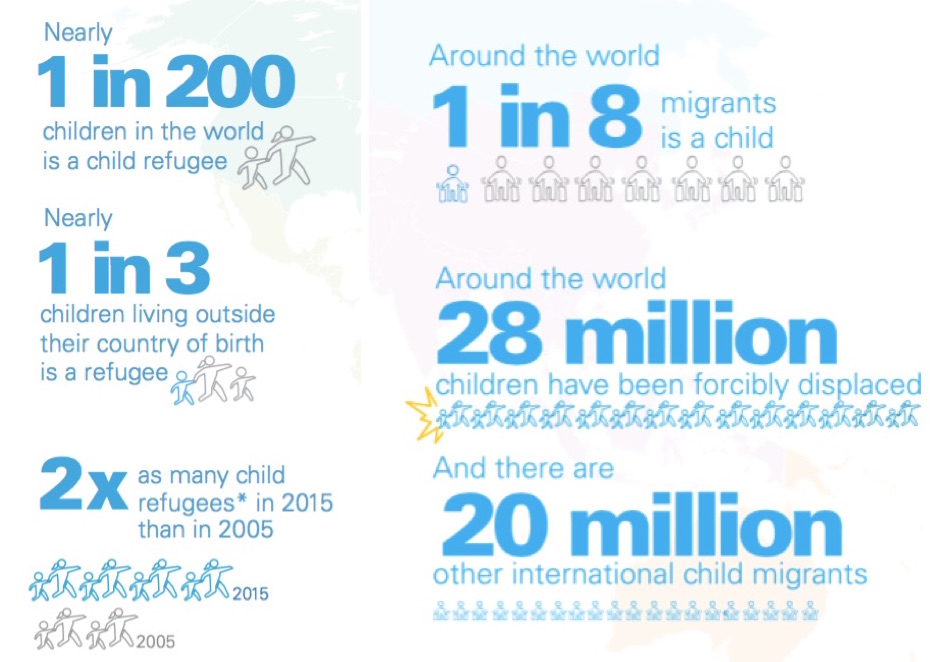 Nearly
1 in 200
children in the world
is a child refugee
Nearly
1 in 3
children living outside
their country of birth
is a refugee
2x as many child
refugees* in 2015
than in 2005
2015
2005
Around the world
1 in 8 migrants
is a child
Around the world
28 million
children have been forcibly displaced
And there are
20 million
other international child migrants